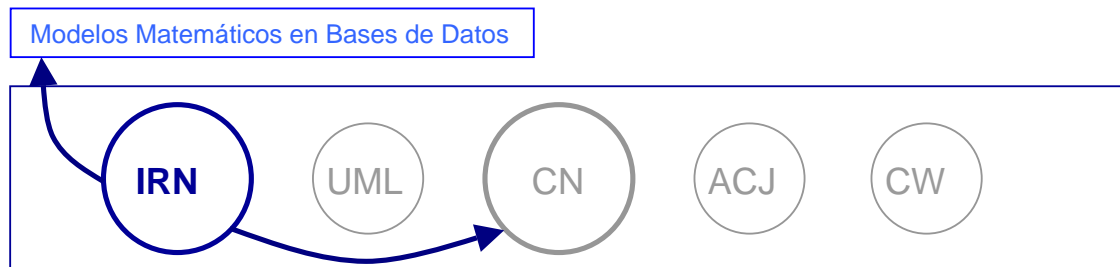 Modelos Matemáticos en Bases de Datos
IRN UML CN ACJ CW